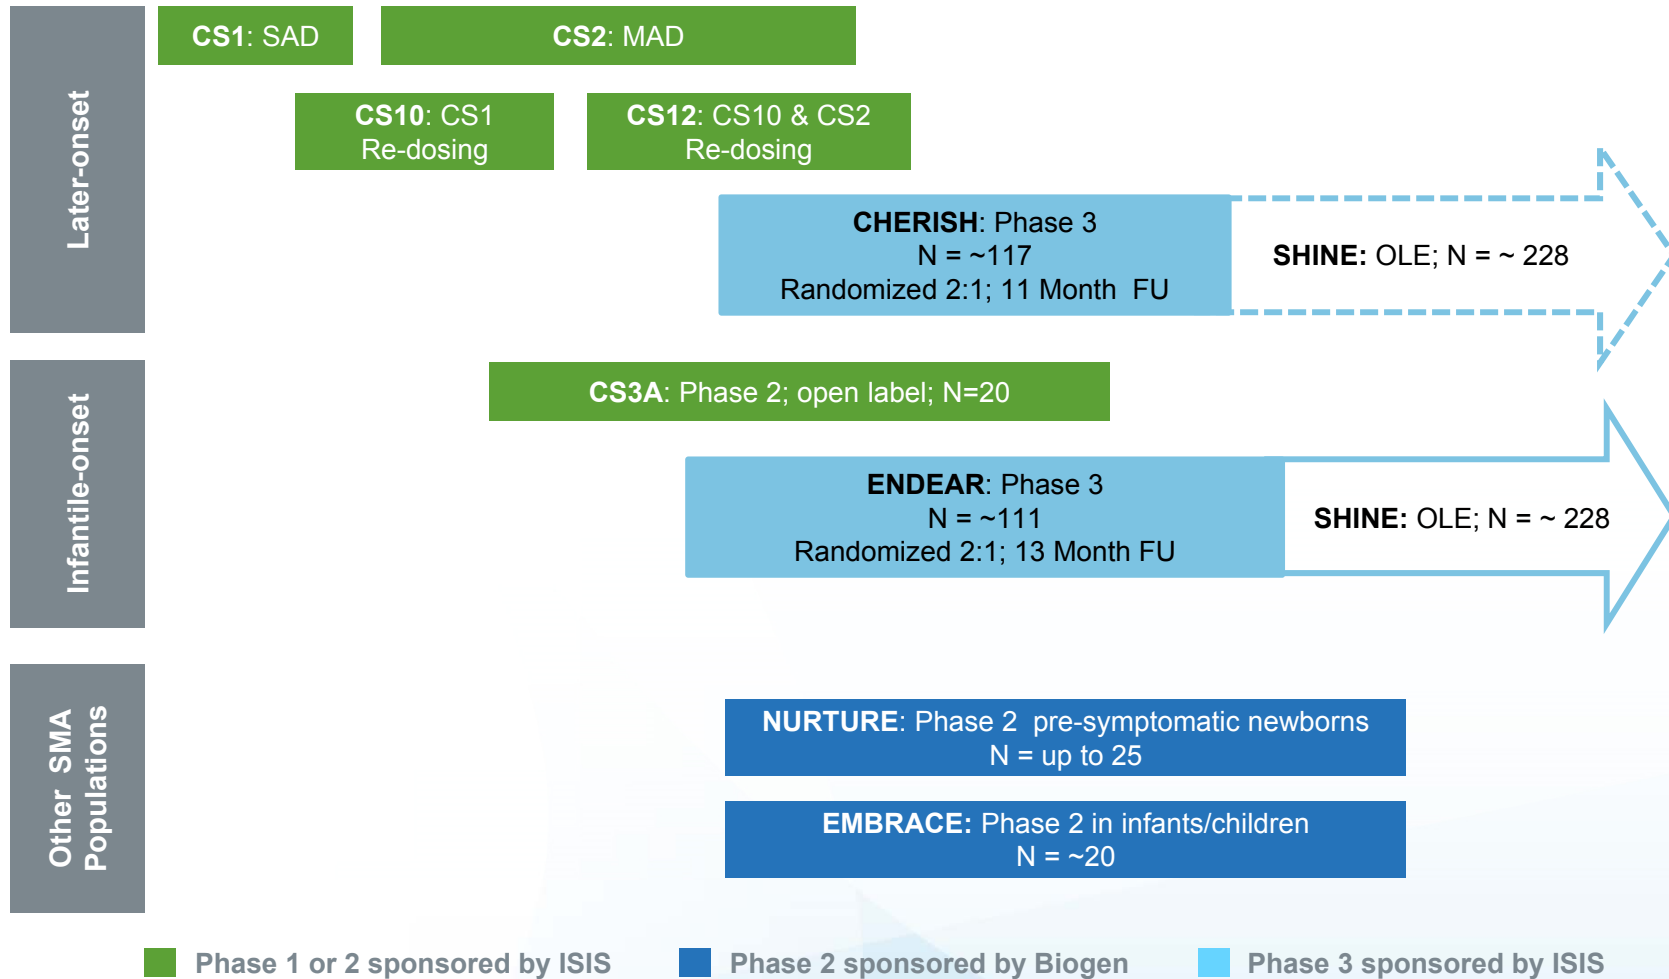 Later-onset
CS1: SAD
CS2: MAD
CS10: CS1
Re-dosing
CS12: CS10 & CS2
Re-dosing
CHERISH: Phase 3
N = ~117
Randomized 2:1; 11 Month  FU
SHINE: OLE; N = ~ 228
Infantile-onset
CS3A: Phase 2; open label; N=20
ENDEAR: Phase 3
N = ~111
Randomized 2:1; 13 Month FU
SHINE: OLE; N = ~ 228
Other SMA
Populations
NURTURE: Phase 2  pre-symptomatic newborns
N = up to 25
EMBRACE: Phase 2 in infants/children
N = ~20
Phase 1 or 2 sponsored by ISIS
Phase 2 sponsored by Biogen
Phase 3 sponsored by ISIS